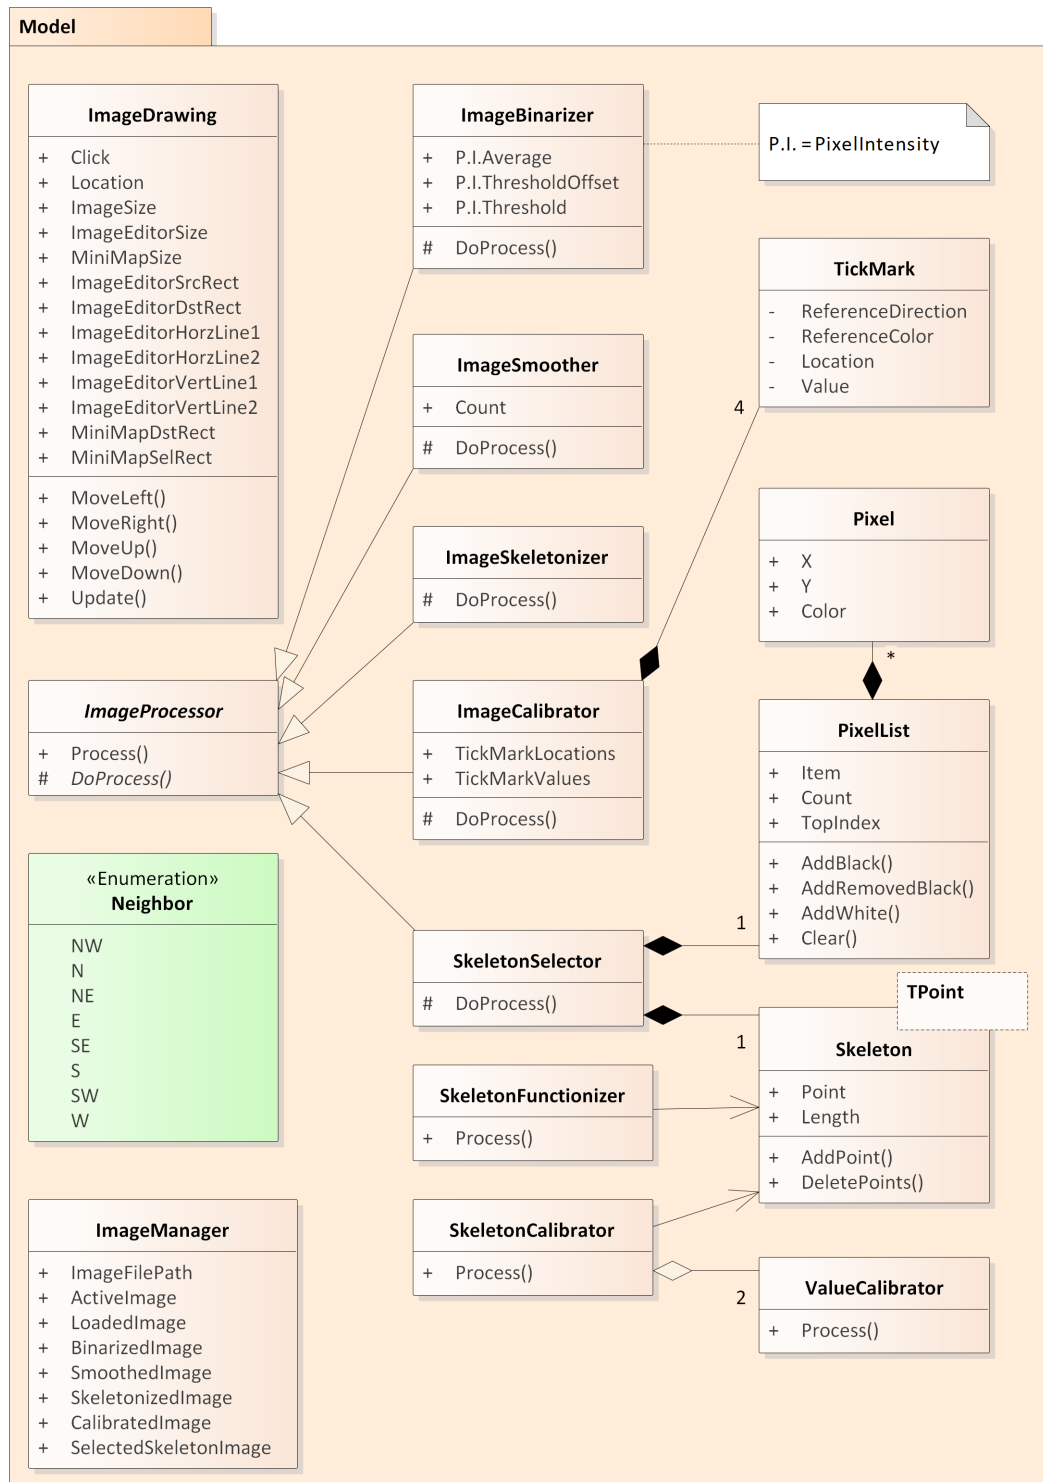 Model
ImageDrawing
+ Click
+ Location
+ ImageSize
+ ImageEditorSize
+ MiniMapSize
+ ImageEditorSrcRect
+ ImageEditorDstRect
+ ImageEditorHorzLine1
+ ImageEditorHorzLine2
+ ImageEditorVertLine1
+ ImageEditorVertLine2
+ MiniMapDstRect
+ MiniMapSelRect
+ MoveLeft()
+ MoveRight()
+ MoveUp()
+ MoveDown()
+ Update()
ImageProcessor
+ Process()
# DoProcess()
«Enumeration»
Neighbor
NW
N
NE
E
SE
S
SW
W
ImageManager
+ ImageFilePath
+ ActiveImage
+ LoadedImage
+ BinarizedImage
+ SmoothedImage
+ SkeletonizedImage
+ CalibratedImage
+ SelectedSkeletonImage
ImageBinarizer
+ P.I.Average
+ P.I.ThresholdOffset
+ P.I.Threshold
# DoProcess()
ImageSmoother
+ Count
# DoProcess()
ImageSkeletonizer
# DoProcess()
ImageCalibrator
+ TickMarkLocations
+ TickMarkValues
# DoProcess()
SkeletonSelector
# DoProcess()
SkeletonFunctionizer
+ Process()
SkeletonCalibrator
+ Process()
P.I. = PixelIntensity
TickMark
- ReferenceDirection
- ReferenceColor
- Location
- Value
4
Pixel
+ X
+ Y
+ Color
*
PixelList
+ Item
+ Count
+ TopIndex
+ AddBlack()
+ AddRemovedBlack()
+ AddWhite()
+ Clear()
1
TPoint
1
Skeleton
+ Point
+ Length
+ AddPoint()
+ DeletePoints()
2
ValueCalibrator
+ Process()